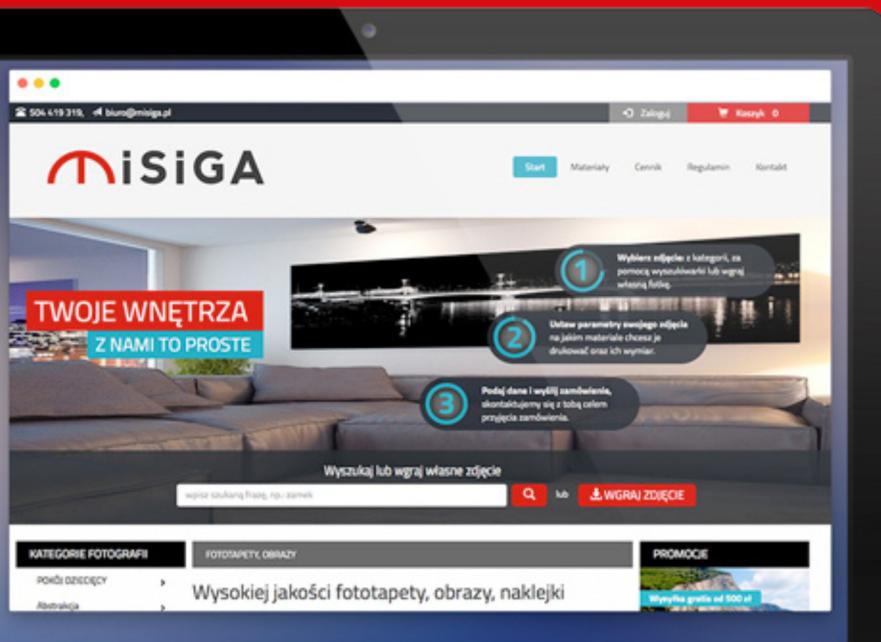 504 419 319, biuro@misiga.pl
Zaloguj
Koszyk 0
MiSiGA
Start
Materiały
Cennik
Regulamin
Kontakt
TWOJE WNĘTRZA
Z NAMI TO PROSTE
1
Wybierz zdjęcie: z kategorii, za
pomocą wyszukiwarki lub wgraj
własną fotkę.
2
Ustaw parametry swojego zdjęcia
na jakim materiale chcesz je
drukować oraz ich wymiar.
3
Podaj dane i wyślij zamówienie,
skontaktujemy się z tobą celem
przyjęcia zamówienia.
Wyszukaj lub wgraj własne zdjęcie
wpisz szukaną frazę, np.: zamek
lub
WGRAJ ZDJĘCIE
KATEGORIE FOTOGRAFII
POKÓJ DZIECIĘCY
Abstrakcja
FOTOTAPETY, OBRAZY
Wysokiej jakości fototapety, obrazy, naklejki
PROMOCJE
Wysyłka gratis od 500 zł